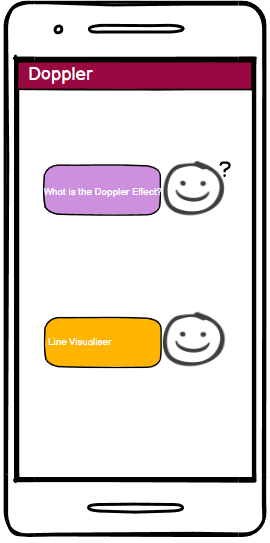 Doppler
What is the Doppler Effect?
?
Line Visualiser